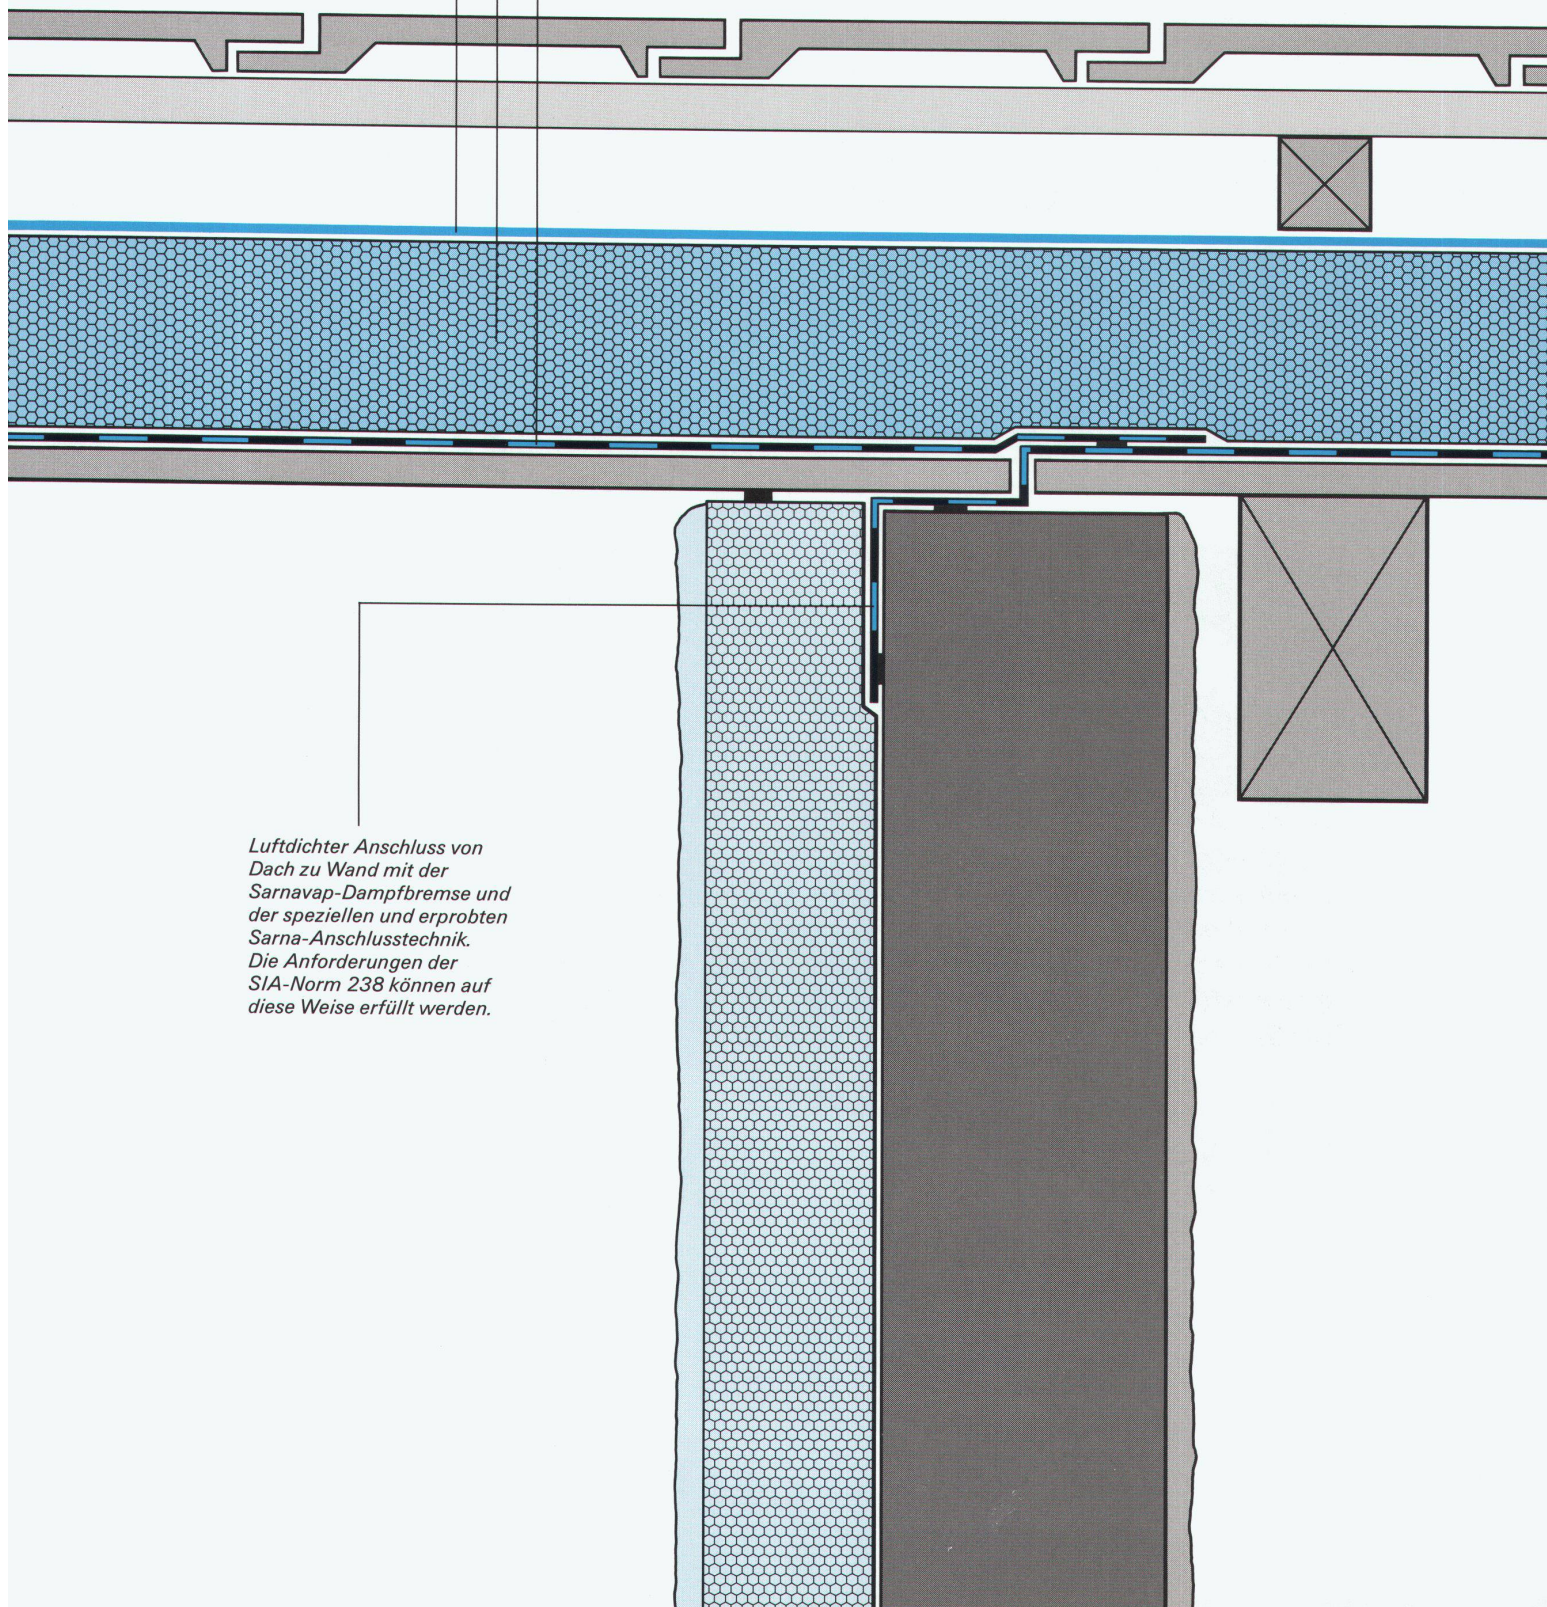 Luftdichter Anschluss von
Dach zu Wand mit der
Sarnavap-Dampfbremse und
der speziellen und erprobten
Sarna-Anschlusstechnik.
Die Anforderungen der
SIA-Norm 238 können auf
diese Weise erfüllt werden.